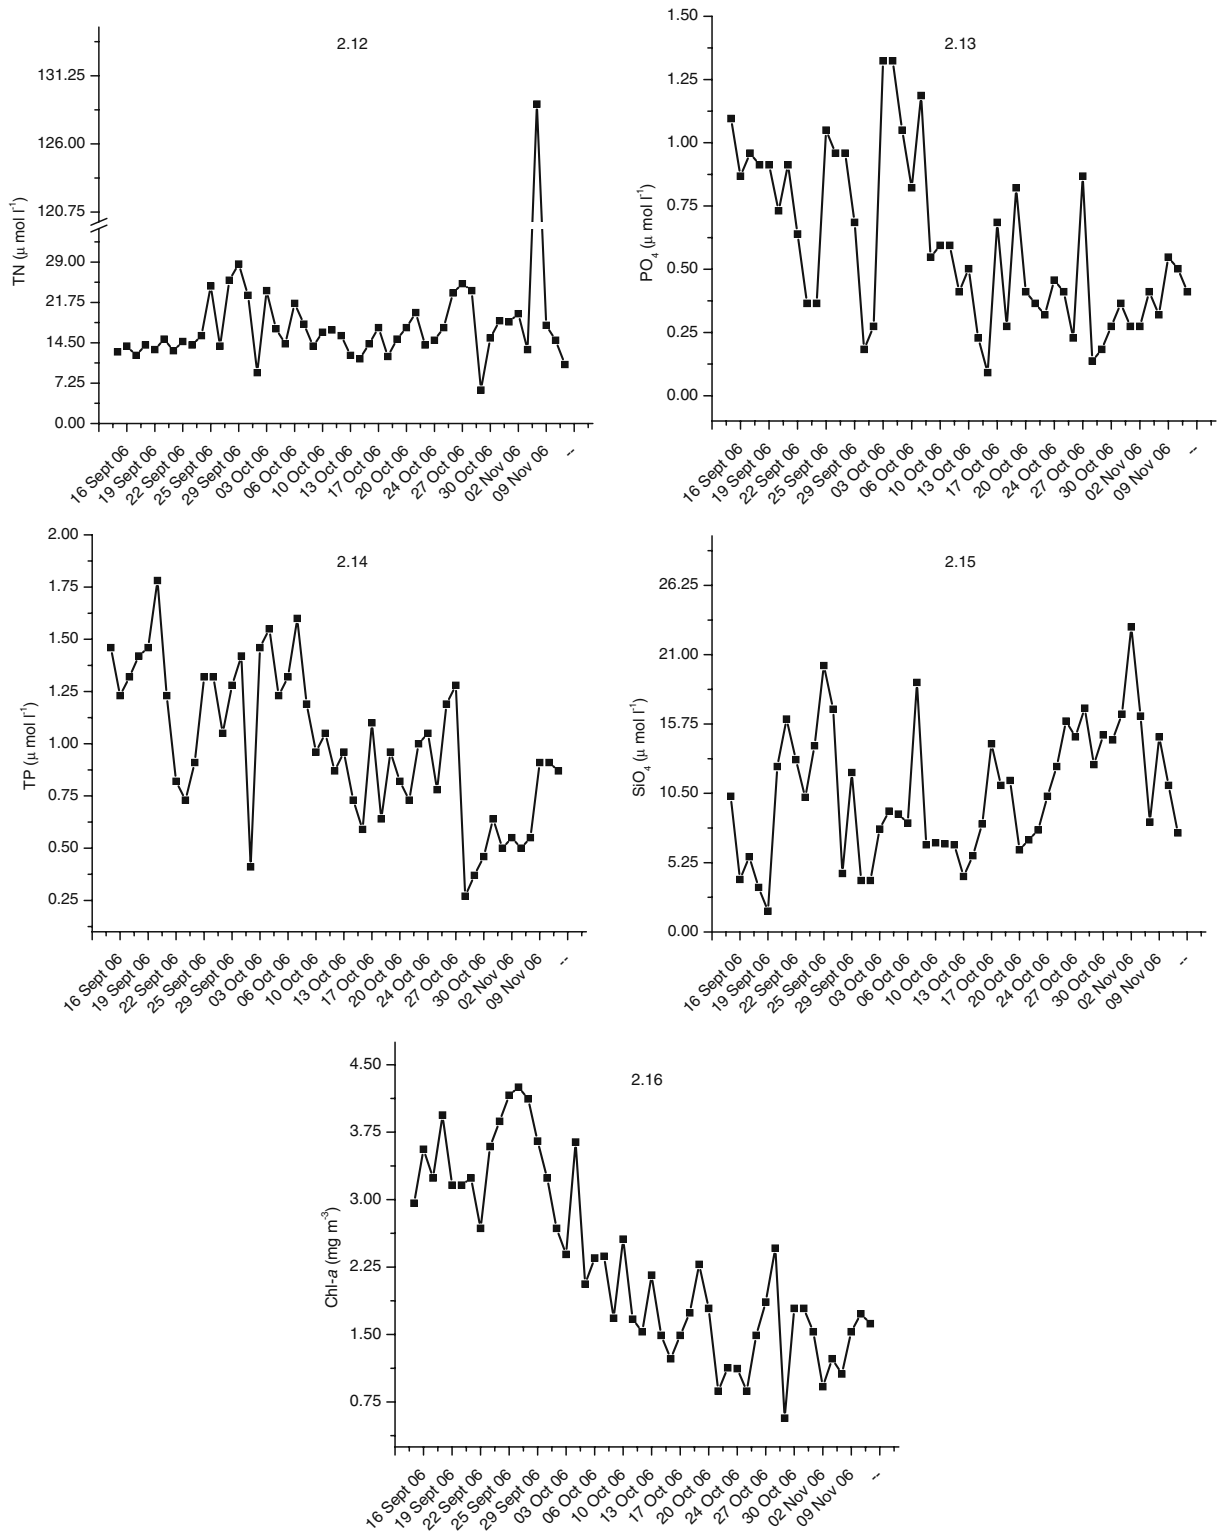 2.12
TN (μ mol l⁻¹)
131.25
126.00
120.75
29.00
21.75
14.50
7.25
0.00
16 Sept 06
19 Sept 06
22 Sept 06
25 Sept 06
29 Sept 06
03 Oct 06
06 Oct 06
10 Oct 06
13 Oct 06
17 Oct 06
20 Oct 06
24 Oct 06
27 Oct 06
30 Oct 06
02 Nov 06
09 Nov 06
--
2.13
PO₄ (μ mol l⁻¹)
1.50
1.25
1.00
0.75
0.50
0.25
0.00
16 Sept 06
19 Sept 06
22 Sept 06
25 Sept 06
29 Sept 06
03 Oct 06
06 Oct 06
10 Oct 06
13 Oct 06
17 Oct 06
20 Oct 06
24 Oct 06
27 Oct 06
30 Oct 06
02 Nov 06
09 Nov 06
--
2.14
TP (μ mol l⁻¹)
2.00
1.75
1.50
1.25
1.00
0.75
0.50
0.25
16 Sept 06
19 Sept 06
22 Sept 06
25 Sept 06
29 Sept 06
03 Oct 06
06 Oct 06
10 Oct 06
13 Oct 06
17 Oct 06
20 Oct 06
24 Oct 06
27 Oct 06
30 Oct 06
02 Nov 06
09 Nov 06
--
2.15
SiO₄ (μ mol l⁻¹)
26.25
21.00
15.75
10.50
5.25
0.00
16 Sept 06
19 Sept 06
22 Sept 06
25 Sept 06
29 Sept 06
03 Oct 06
06 Oct 06
10 Oct 06
13 Oct 06
17 Oct 06
20 Oct 06
24 Oct 06
27 Oct 06
30 Oct 06
02 Nov 06
09 Nov 06
--
2.16
Chl-a (mg m⁻³)
4.50
3.75
3.00
2.25
1.50
0.75
16 Sept 06
19 Sept 06
22 Sept 06
25 Sept 06
29 Sept 06
03 Oct 06
06 Oct 06
10 Oct 06
13 Oct 06
17 Oct 06
20 Oct 06
24 Oct 06
27 Oct 06
30 Oct 06
02 Nov 06
09 Nov 06
--